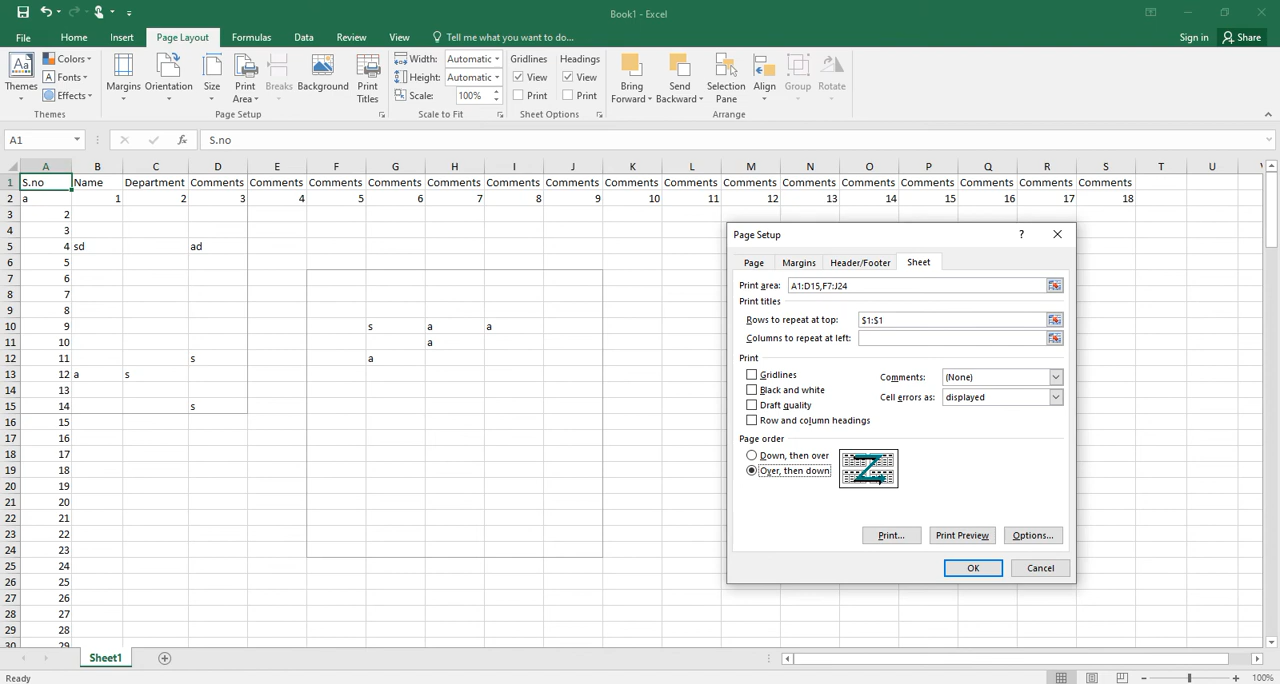 Book1 - Excel
File Home Insert Page Layout Formulas Data Review View Tell me what you want to do... Sign in Share
Themes Colors Fonts Effects Margins Orientation Size Print Area Breaks Background Print Titles Width: Automatic Height: Automatic Scale: 100% Gridlines View Print Headings View Print Bring Forward Send Backward Selection Pane Align Group Rotate
Themes Page Setup Scale to Fit Sheet Options Arrange
A1 fx S.no
A B C D E F G H I J K L M N O P Q R S T U
1 S.no Name Department Comments Comments Comments Comments Comments Comments Comments Comments Comments Comments Comments Comments Comments Comments Comments Comments
2 a 1 2 3 4 5 6 7 8 9 10 11 12 13 14 15 16 17 18
3 2
4 3
5 4 sd ad
6 5
7 6
8 7
9 8
10 9 s a a
11 10 a
12 11 s a
13 12 a s
14 13
15 14 s
16 15
17 16
18 17
19 18
20 19
21 20
22 21
23 22
24 23
25 24
26 25
27 26
28 27
29 28
30 29
Page Setup ?
Page Margins Header/Footer Sheet
Print area: A1:D15,F7:J24
Print titles
Rows to repeat at top: $1:$1
Columns to repeat at left:
Print
Gridlines
Black and white
Draft quality
Row and column headings
Comments: (None)
Cell errors as: displayed
Page order
Down, then over
Over, then down
Print... Print Preview Options...
OK Cancel
Sheet1
Ready 100%